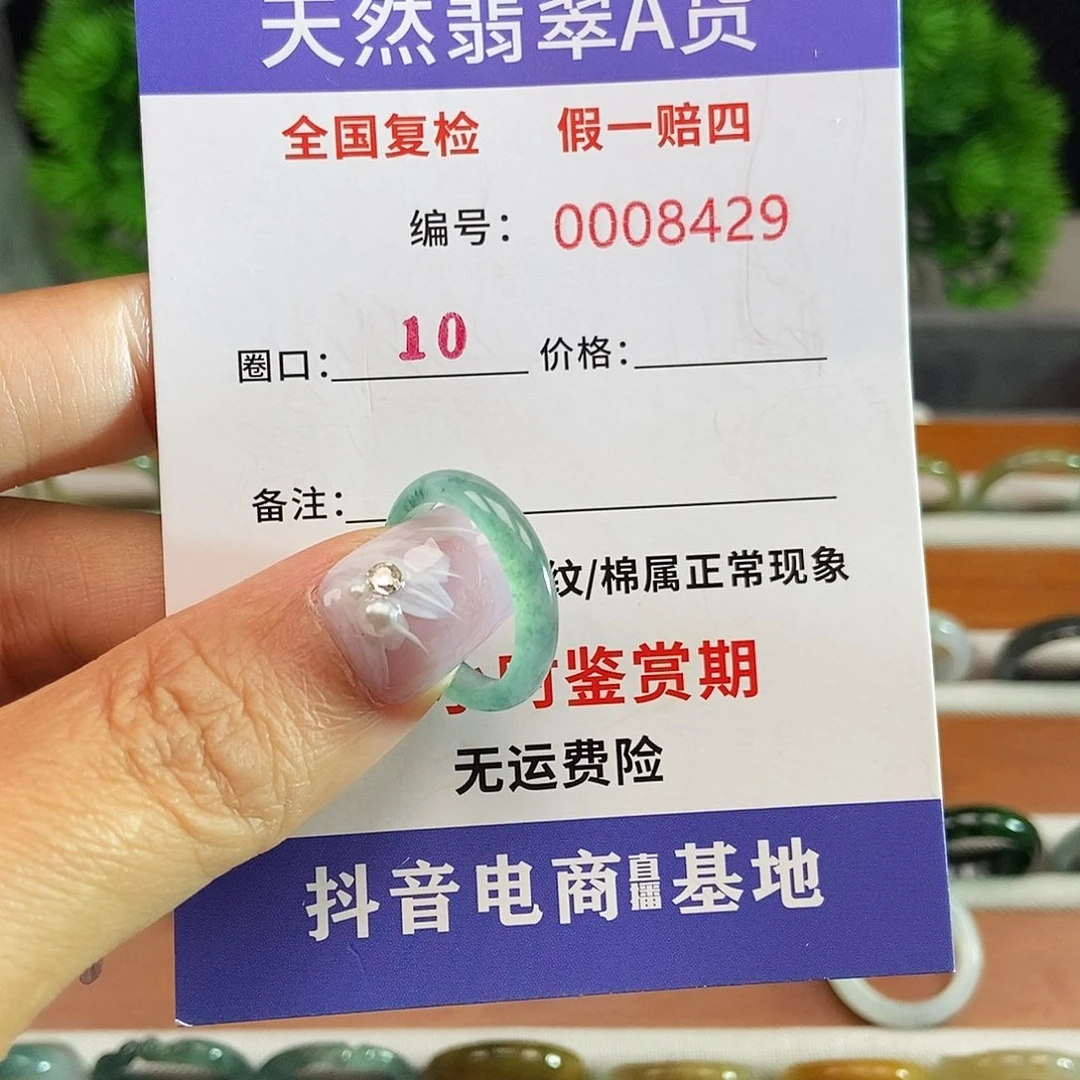 天然翡翠A货
全国复检 假一赔四
编号：0008429
圈口：10 价格：
备注：
纹/棉属正常现象
时鉴赏期
无运费险
抖音电商直播基地